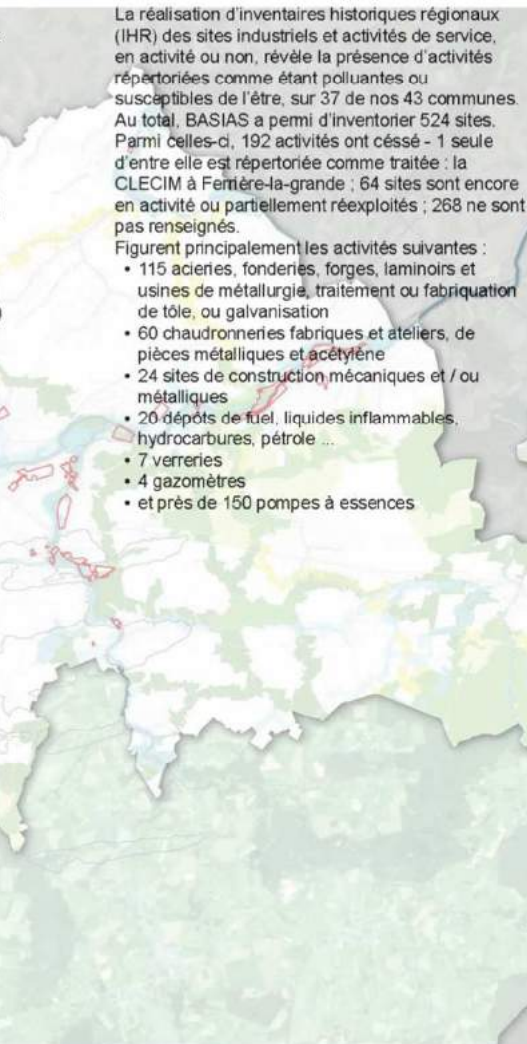 La réalisation d'inventaires historiques régionaux
(IHR) des sites industriels et activités de service,
en activité ou non, révèle la présence d'activités
répertoriées comme étant polluantes ou
susceptibles de l'être, sur 37 de nos 43 communes.
Au total, BASIAS a permi d'inventorier 524 sites.
Parmi celles-ci, 192 activités ont céssé - 1 seule
d'entre elle est répertoriée comme traitée : la
CLECIM à Ferrière-la-grande ; 64 sites sont encore
en activité ou partiellement réexploités ; 268 ne sont
pas renseignés.
Figurent principalement les activités suivantes :
• 115 acieries, fonderies, forges, laminoirs et
usines de métallurgie, traitement ou fabriquation
de tôle, ou galvanisation
• 60 chaudronneries fabriques et ateliers, de
pièces métalliques et acétylène
• 24 sites de construction mécaniques et / ou
métalliques
• 20 dépôts de fuel, liquides inflammables,
hydrocarbures, pétrole ...
• 7 verreries
• 4 gazomètres
• et près de 150 pompes à essences